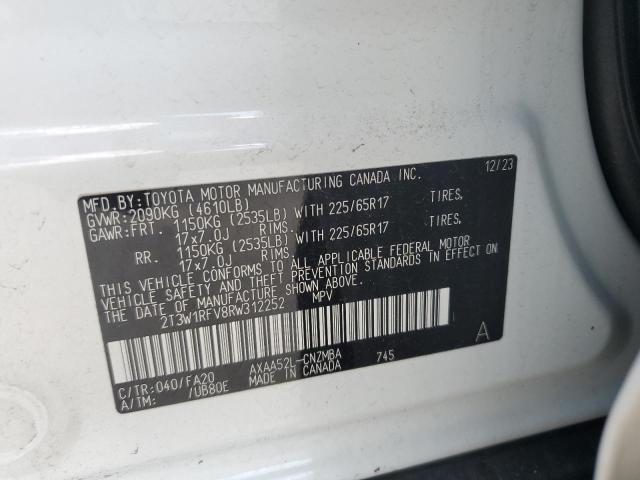 MFD. BY: TOYOTA MOTOR MANUFACTURING CANADA INC. 12/23
GVWR: 2090KG (4610LB)
GAWR: FRT. 1150KG (2535LB) WITH 225/65R17 TIRES,
17x7.0J RIMS.
RR. 1150KG (2535LB) WITH 225/65R17 TIRES,
17x7.0J RIMS.
THIS VEHICLE CONFORMS TO ALL APPLICABLE FEDERAL MOTOR
VEHICLE SAFETY AND THEFT PREVENTION STANDARDS IN EFFECT ON
THE DATE OF MANUFACTURE SHOWN ABOVE.
2T3W1RFV8RW312252 MPV
A
C/TR: 040/FA20 AXAA52L-CNZMBA 745
A/TM: /UB80E MADE IN CANADA